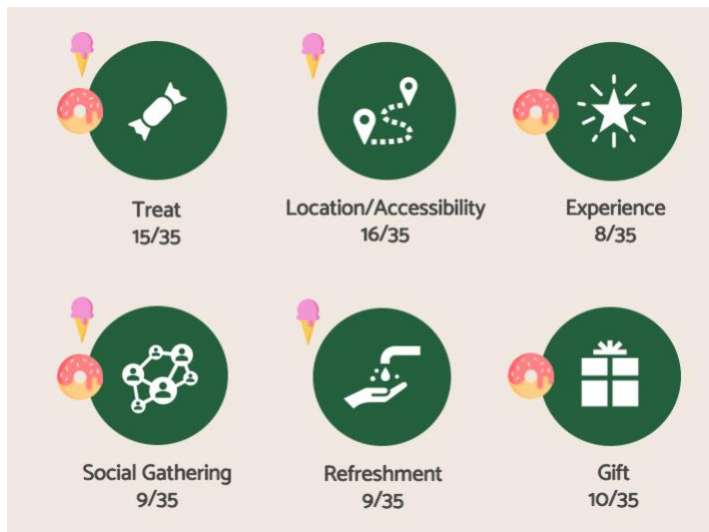 Treat
15/35
Location/Accessibility
16/35
Experience
8/35
Social Gathering
9/35
Refreshment
9/35
Gift
10/35